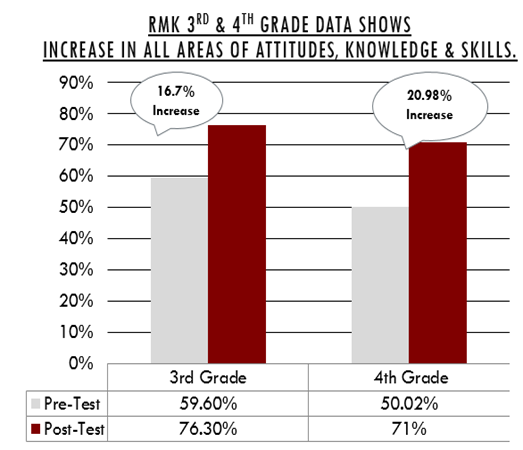 RMK 3RD & 4TH GRADE DATA SHOWS
INCREASE IN ALL AREAS OF ATTITUDES, KNOWLEDGE & SKILLS.
90%
80%
70%
60%
50%
40%
30%
20%
10%
0%
16.7%
Increase
20.98%
Increase
3rd Grade 4th Grade
Pre-Test 59.60% 50.02%
Post-Test 76.30% 71%